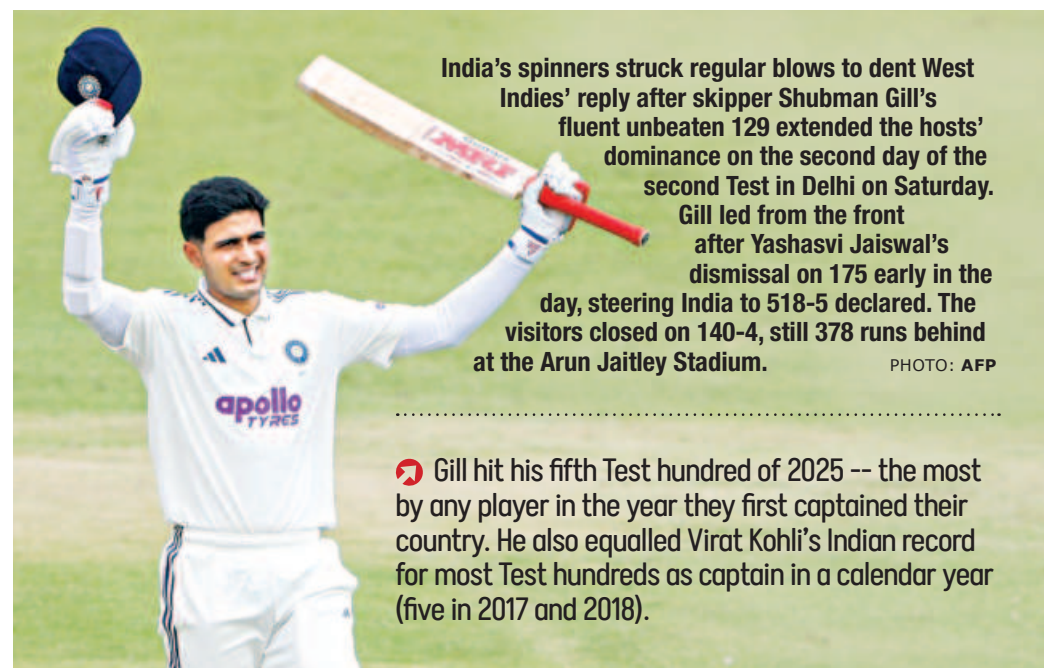 India's spinners struck regular blows to dent West
Indies' reply after skipper Shubman Gill's
fluent unbeaten 129 extended the hosts'
dominance on the second day of the
second Test in Delhi on Saturday.
Gill led from the front
after Yashasvi Jaiswal's
dismissal on 175 early in the
day, steering India to 518-5 declared. The
visitors closed on 140-4, still 378 runs behind
at the Arun Jaitley Stadium.
PHOTO: AFP
Gill hit his fifth Test hundred of 2025 -- the most
by any player in the year they first captained their
country. He also equalled Virat Kohli's Indian record
for most Test hundreds as captain in a calendar year
(five in 2017 and 2018).
MRF
apollo
TYRES